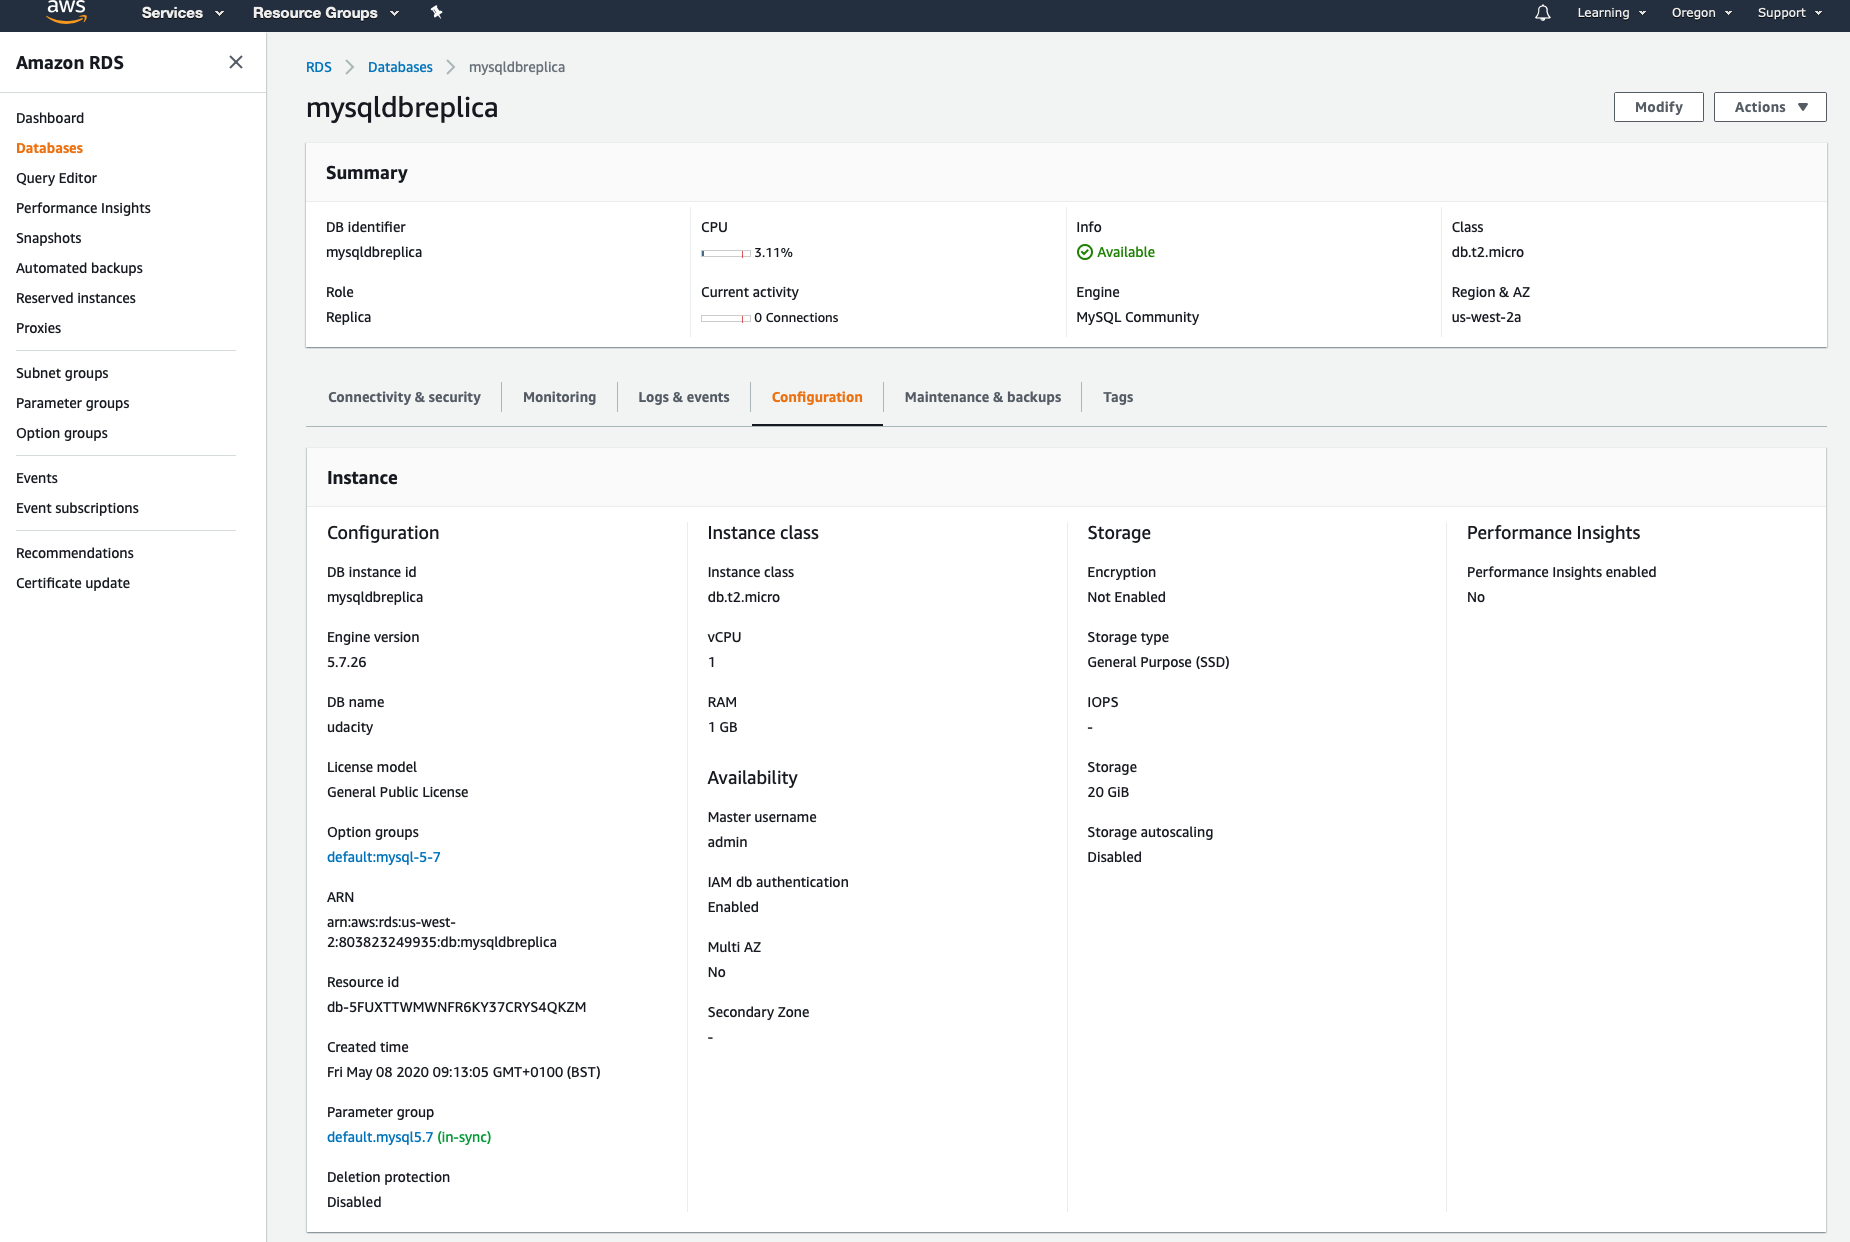 aws
Services
Resource Groups
Learning
Oregon
Support
Amazon RDS
Dashboard
Databases
Query Editor
Performance Insights
Snapshots
Automated backups
Reserved instances
Proxies
Subnet groups
Parameter groups
Option groups
Events
Event subscriptions
Recommendations
Certificate update
RDS
Databases
mysqldbreplica
mysqldbreplica
Modify
Actions
Summary
DB identifier
mysqldbreplica
Role
Replica
CPU
3.11%
Current activity
0 Connections
Info
Available
Engine
MySQL Community
Class
db.t2.micro
Region & AZ
us-west-2a
Connectivity & security
Monitoring
Logs & events
Configuration
Maintenance & backups
Tags
Instance
Configuration
DB instance id
mysqldbreplica
Engine version
5.7.26
DB name
udacity
License model
General Public License
Option groups
default:mysql-5-7
ARN
arn:aws:rds:us-west-
2:803823249935:db:mysqldbreplica
Resource id
db-5FUXTTWMWNFR6KY37CRYS4QKZM
Created time
Fri May 08 2020 09:13:05 GMT+0100 (BST)
Parameter group
default.mysql5.7 (in-sync)
Deletion protection
Disabled
Instance class
Instance class
db.t2.micro
vCPU
1
RAM
1 GB
Availability
Master username
admin
IAM db authentication
Enabled
Multi AZ
No
Secondary Zone
-
Storage
Encryption
Not Enabled
Storage type
General Purpose (SSD)
IOPS
-
Storage
20 GiB
Storage autoscaling
Disabled
Performance Insights
Performance Insights enabled
No